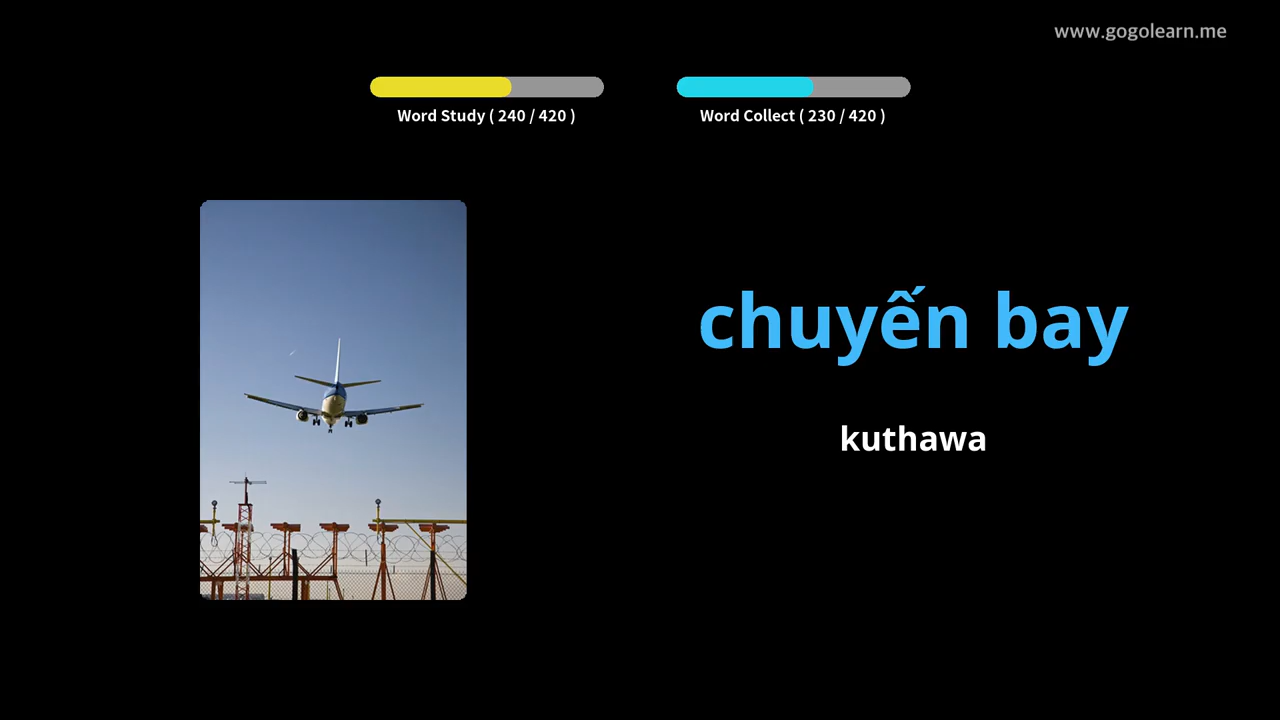 www.gogolearn.me
Word Study ( 240 / 420 )
Word Collect ( 230 / 420 )
chuyến bay
kuthawa